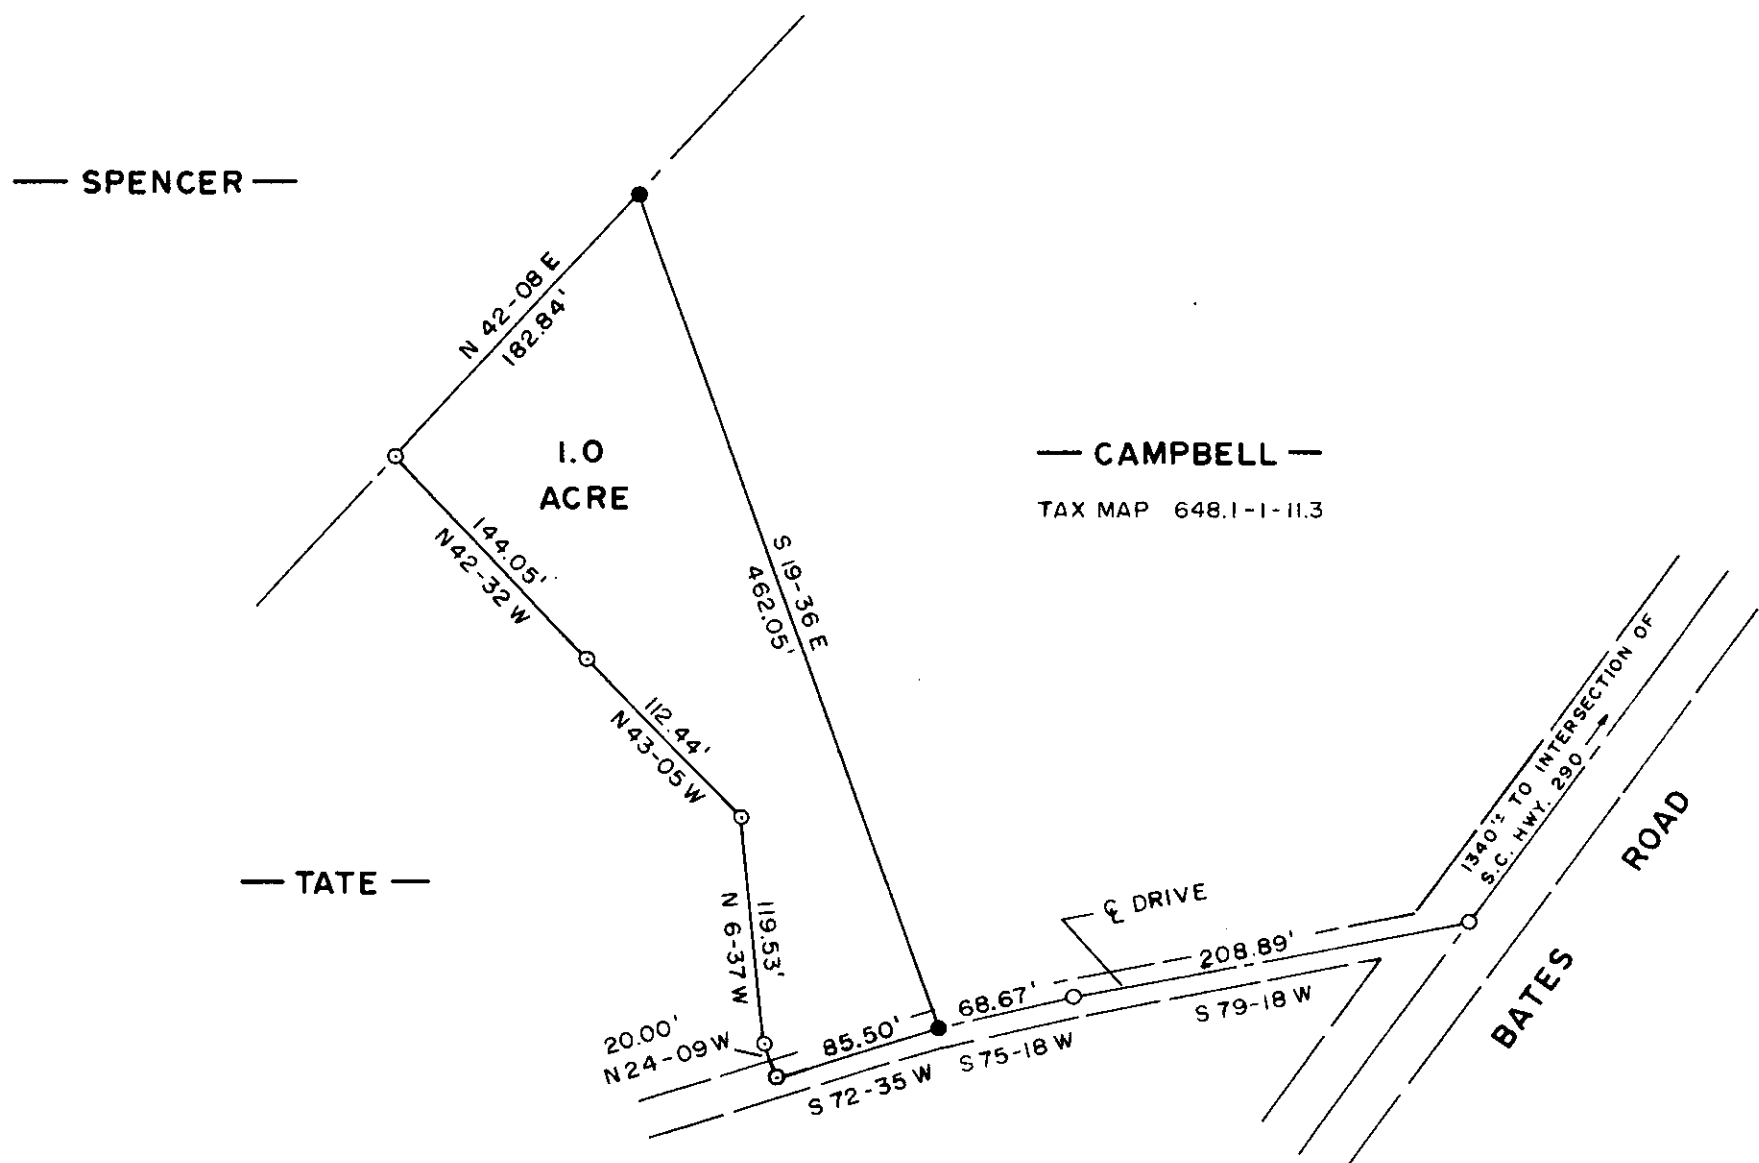 — SPENCER —
N 42-08 E
182.84'
1.0
ACRE
— CAMPBELL —
TAX MAP 648.1-1-11.3
144.05'
N42-32 W
S 19-36 E
462.05'
112.44'
N43-05 W
1340'± TO INTERSECTION OF
S.C. HWY. 290
BATES ROAD
— TATE —
N 6-37 W
119.53'
℄ DRIVE
208.89'
S 79-18 W
68.67'
S 75-18 W
85.50'
S 72-35 W
20.00'
N24-09 W